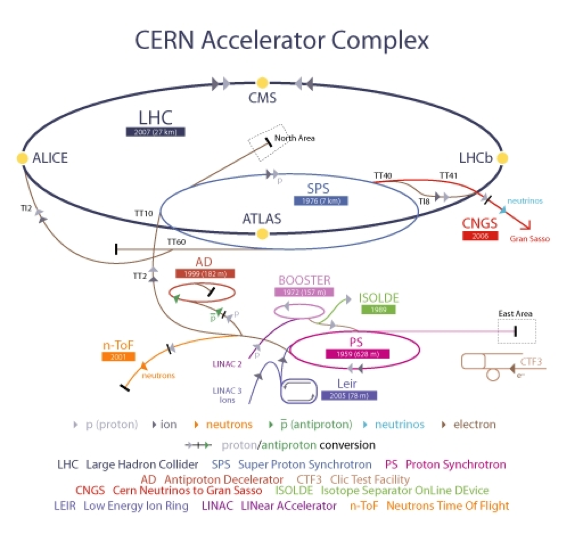 CERN Accelerator Complex
CMS
LHC
2007 (27 km)
North Area
ALICE
LHCb
TT40
TT41
SPS
1976 (7 km)
p
TI8
neutrinos
TI2
TT10
ATLAS
CNGS
2006
Gran Sasso
TT60
AD
1999 (182 m)
TT2
BOOSTER
1972 (157 m)
ISOLDE
1989
p
p̅
East Area
n-ToF
2001
LINAC 2
p
PS
1959 (628 m)
neutrons
CTF3
e-
LINAC 3
Ions
Leir
2005 (78 m)
p (proton) ion neutrons p̅ (antiproton) neutrinos electron
proton/antiproton conversion
LHC Large Hadron Collider SPS Super Proton Synchrotron PS Proton Synchrotron
AD Antiproton Decelerator CTF3 Clic Test Facility
CNGS Cern Neutrinos to Gran Sasso ISOLDE Isotope Separator OnLine DEvice
LEIR Low Energy Ion Ring LINAC LINear ACcelerator n-ToF Neutrons Time Of Flight